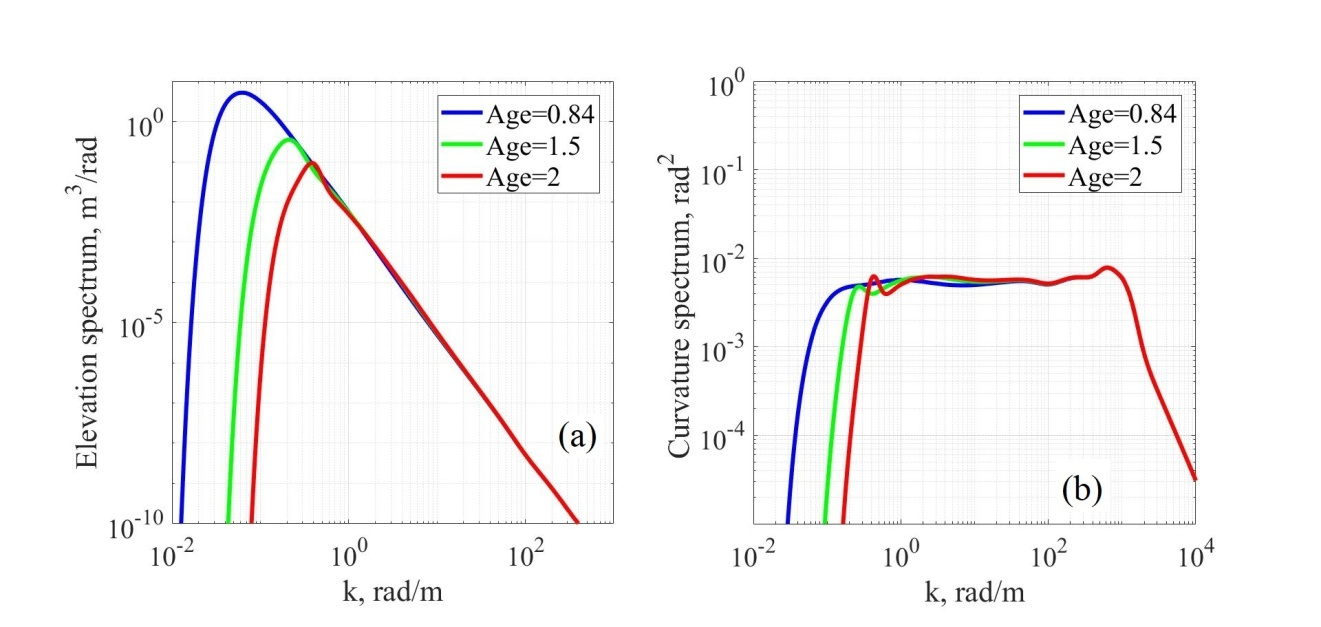 Elevation spectrum, m^3/rad
10^0
10^-5
10^-10
Age=0.84
Age=1.5
Age=2
(a)
10^-2
10^0
10^2
k, rad/m
Curvature spectrum, rad^2
10^0
10^-1
10^-2
10^-3
10^-4
Age=0.84
Age=1.5
Age=2
(b)
10^-2
10^0
10^2
10^4
k, rad/m